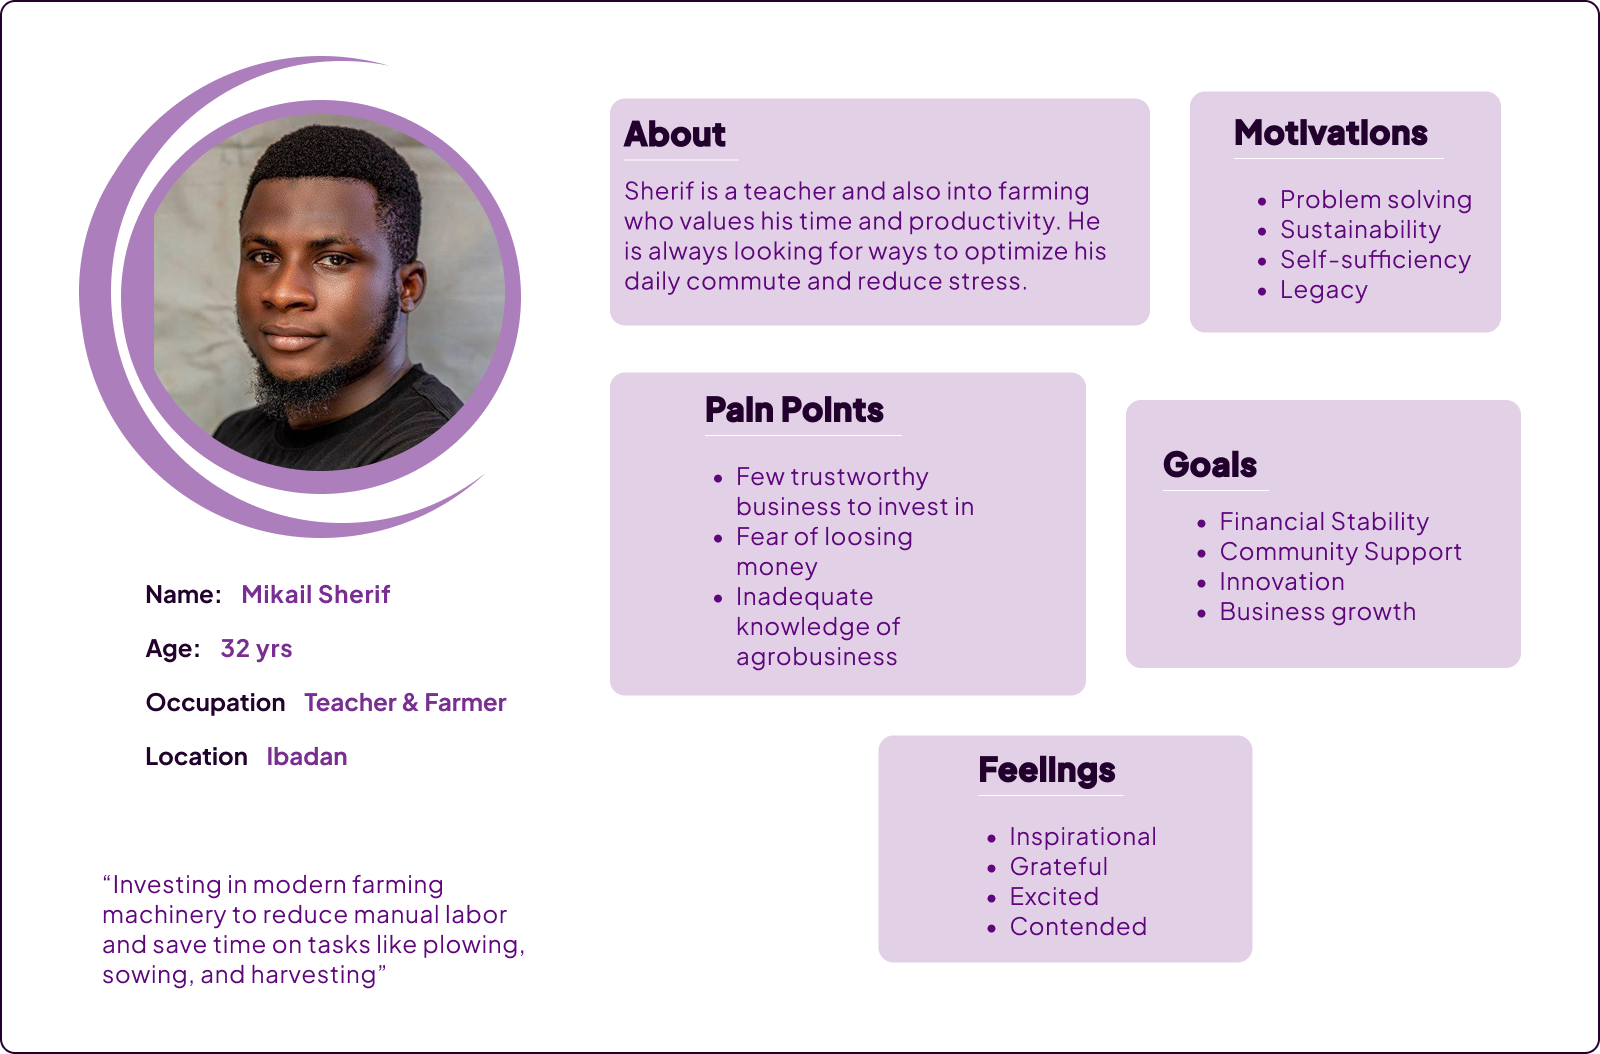 About
Sherif is a teacher and also into farming
who values his time and productivity. He
is always looking for ways to optimize his
daily commute and reduce stress.
Motivations
• Problem solving
• Sustainability
• Self-sufficiency
• Legacy
Pain Points
• Few trustworthy
business to invest in
• Fear of loosing
money
• Inadequate
knowledge of
agrobusiness
Goals
• Financial Stability
• Community Support
• Innovation
• Business growth
Name: Mikail Sherif
Age: 32 yrs
Occupation Teacher & Farmer
Location Ibadan
Feelings
• Inspirational
• Grateful
• Excited
• Contended
“Investing in modern farming
machinery to reduce manual labor
and save time on tasks like plowing,
sowing, and harvesting”